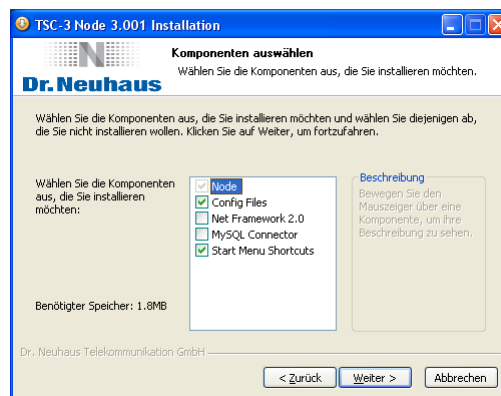 TSC-3 Node 3.001 Installation
N
Dr.Neuhaus
Komponenten auswählen
Wählen Sie die Komponenten aus, die Sie installieren möchten.
Wählen Sie die Komponenten aus, die Sie installieren möchten und wählen Sie diejenigen ab,
die Sie nicht installieren wollen. Klicken Sie auf Weiter, um fortzufahren.
Wählen Sie die Komponenten
aus, die Sie installieren
möchten:
Node
Config Files
Net Framework 2.0
MySQL Connector
Start Menu Shortcuts
Beschreibung
Bewegen Sie den
Mauszeiger über eine
Komponente, um ihre
Beschreibung zu sehen.
Benötigter Speicher: 1.8MB
Dr. Neuhaus Telekommunikation GmbH
< Zurück
Weiter >
Abbrechen